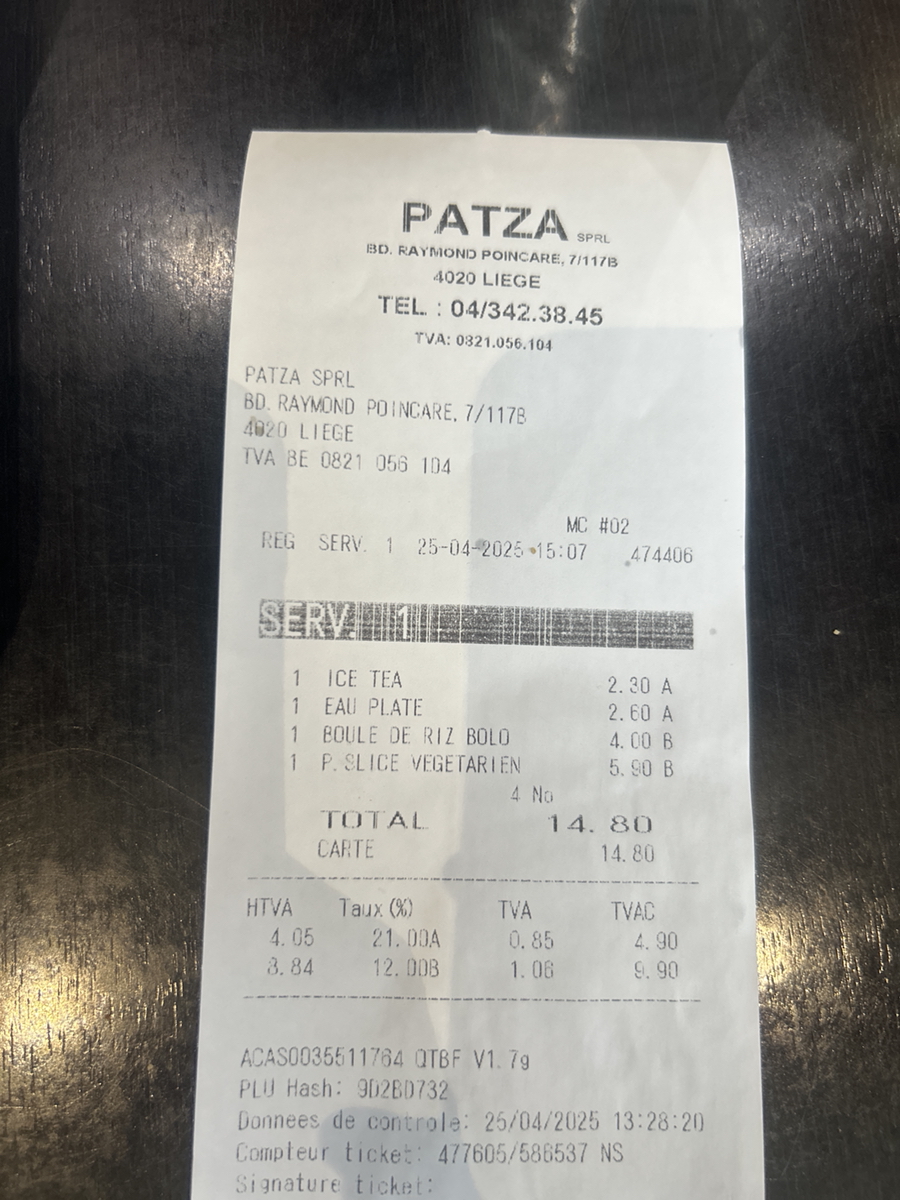 PATZA SPRL
BD. RAYMOND POINCARE, 7/117B
4020 LIEGE
TEL. : 04/342.38.45
TVA: 0821.056.104
PATZA SPRL
BD. RAYMOND POINCARE, 7/117B
4020 LIEGE
TVA BE 0821 056 104
MC #02
REG SERV. 1 25-04-2025 15:07 474406
SERV. 1
1 ICE TEA 2.30 A
1 EAU PLATE 2.60 A
1 BOULE DE RIZ BOLO 4.00 B
1 P.SLICE VEGETARIEN 5.90 B
4 No
TOTAL 14.80
CARTE 14.80
HTVA Taux (%) TVA TVAC
4.05 21.00A 0.85 4.90
8.84 12.00B 1.06 9.90
ACAS0035511764 QTBF V1.7g
PLU Hash: 9D2BD732
Donnees de controle: 25/04/2025 13:28:20
Compteur ticket: 477605/586537 NS
Signature ticket: